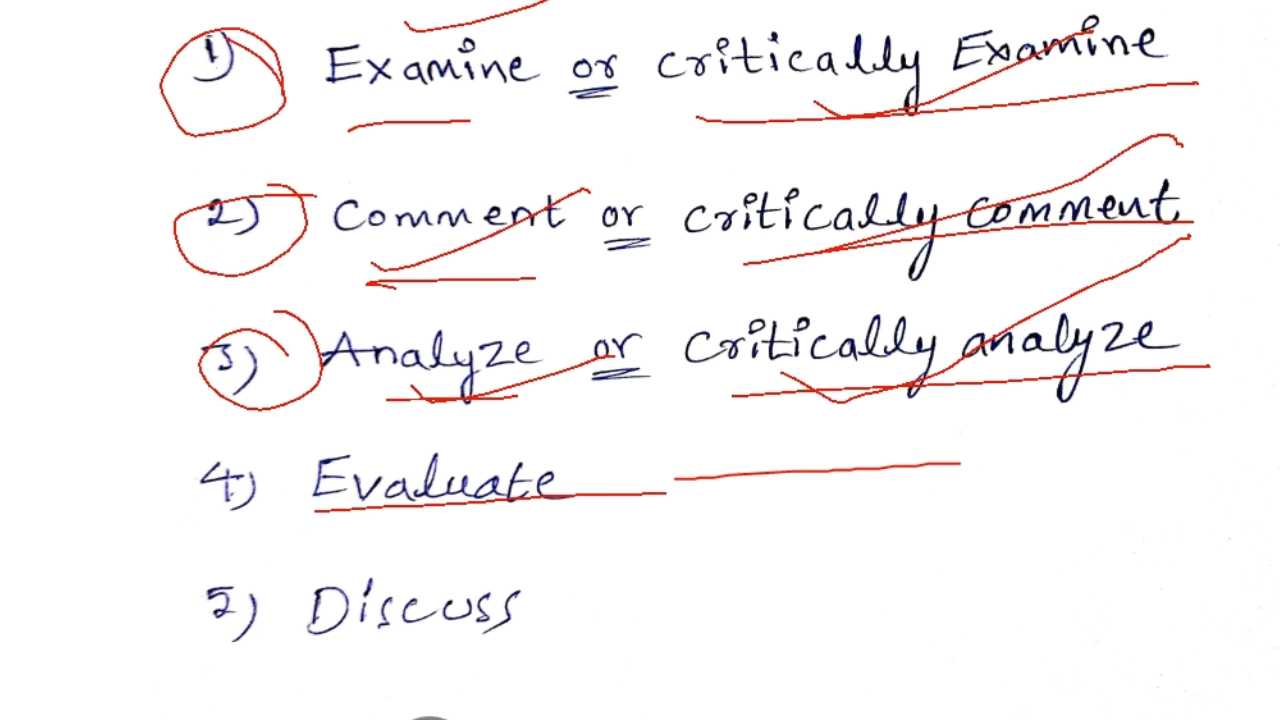 1) Examine or critically Examine
2) Comment or critically comment.
3) Analyze or critically analyze
4) Evaluate
5) Discuss